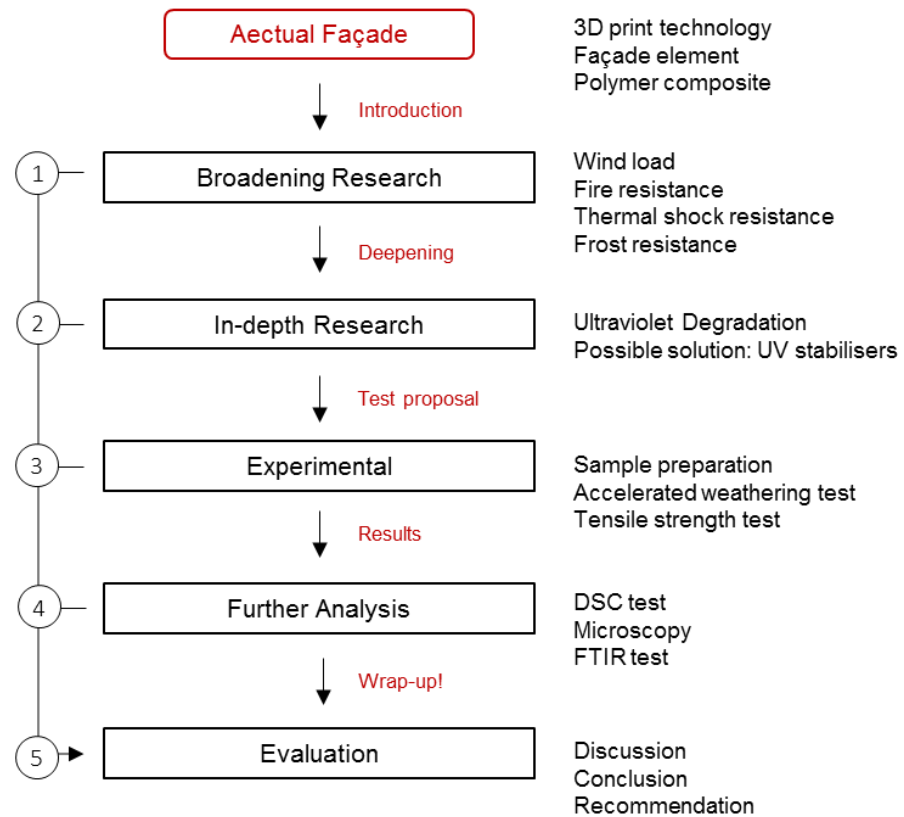 Aectual Façade
3D print technology
Façade element
Polymer composite
Introduction
1
Broadening Research
Wind load
Fire resistance
Thermal shock resistance
Frost resistance
Deepening
2
In-depth Research
Ultraviolet Degradation
Possible solution: UV stabilisers
Test proposal
3
Experimental
Sample preparation
Accelerated weathering test
Tensile strength test
Results
4
Further Analysis
DSC test
Microscopy
FTIR test
Wrap-up!
5
Evaluation
Discussion
Conclusion
Recommendation